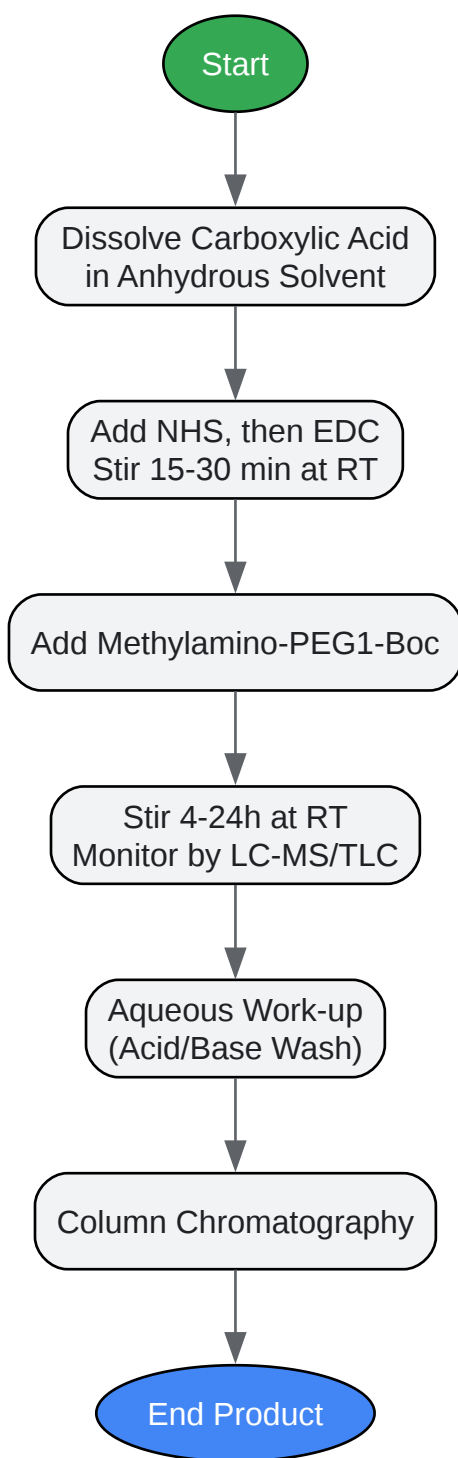 Start
Dissolve Carboxylic Acid
in Anhydrous Solvent
Add NHS, then EDC
Stir 15-30 min at RT
Add Methylamino-PEG1-Boc
Stir 4-24h at RT
Monitor by LC-MS/TLC
Aqueous Work-up
(Acid/Base Wash)
Column Chromatography
End Product